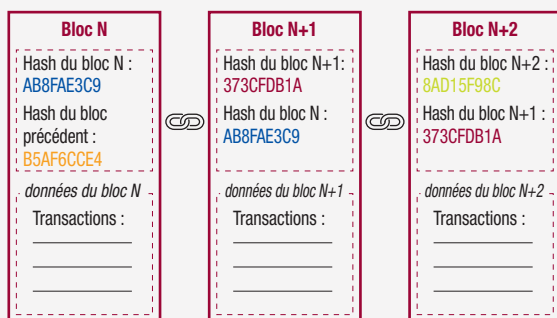 Bloc N
Hash du bloc N :
AB8FAE3C9
Hash du bloc
précédent :
B5AF6CCE4
données du bloc N
Transactions :
Bloc N+1
Hash du bloc N+1:
373CFDB1A
Hash du bloc N :
AB8FAE3C9
données du bloc N+1
Transactions :
Bloc N+2
Hash du bloc N+2 :
8AD15F98C
Hash du bloc N+1 :
373CFDB1A
données du bloc N+2
Transactions :